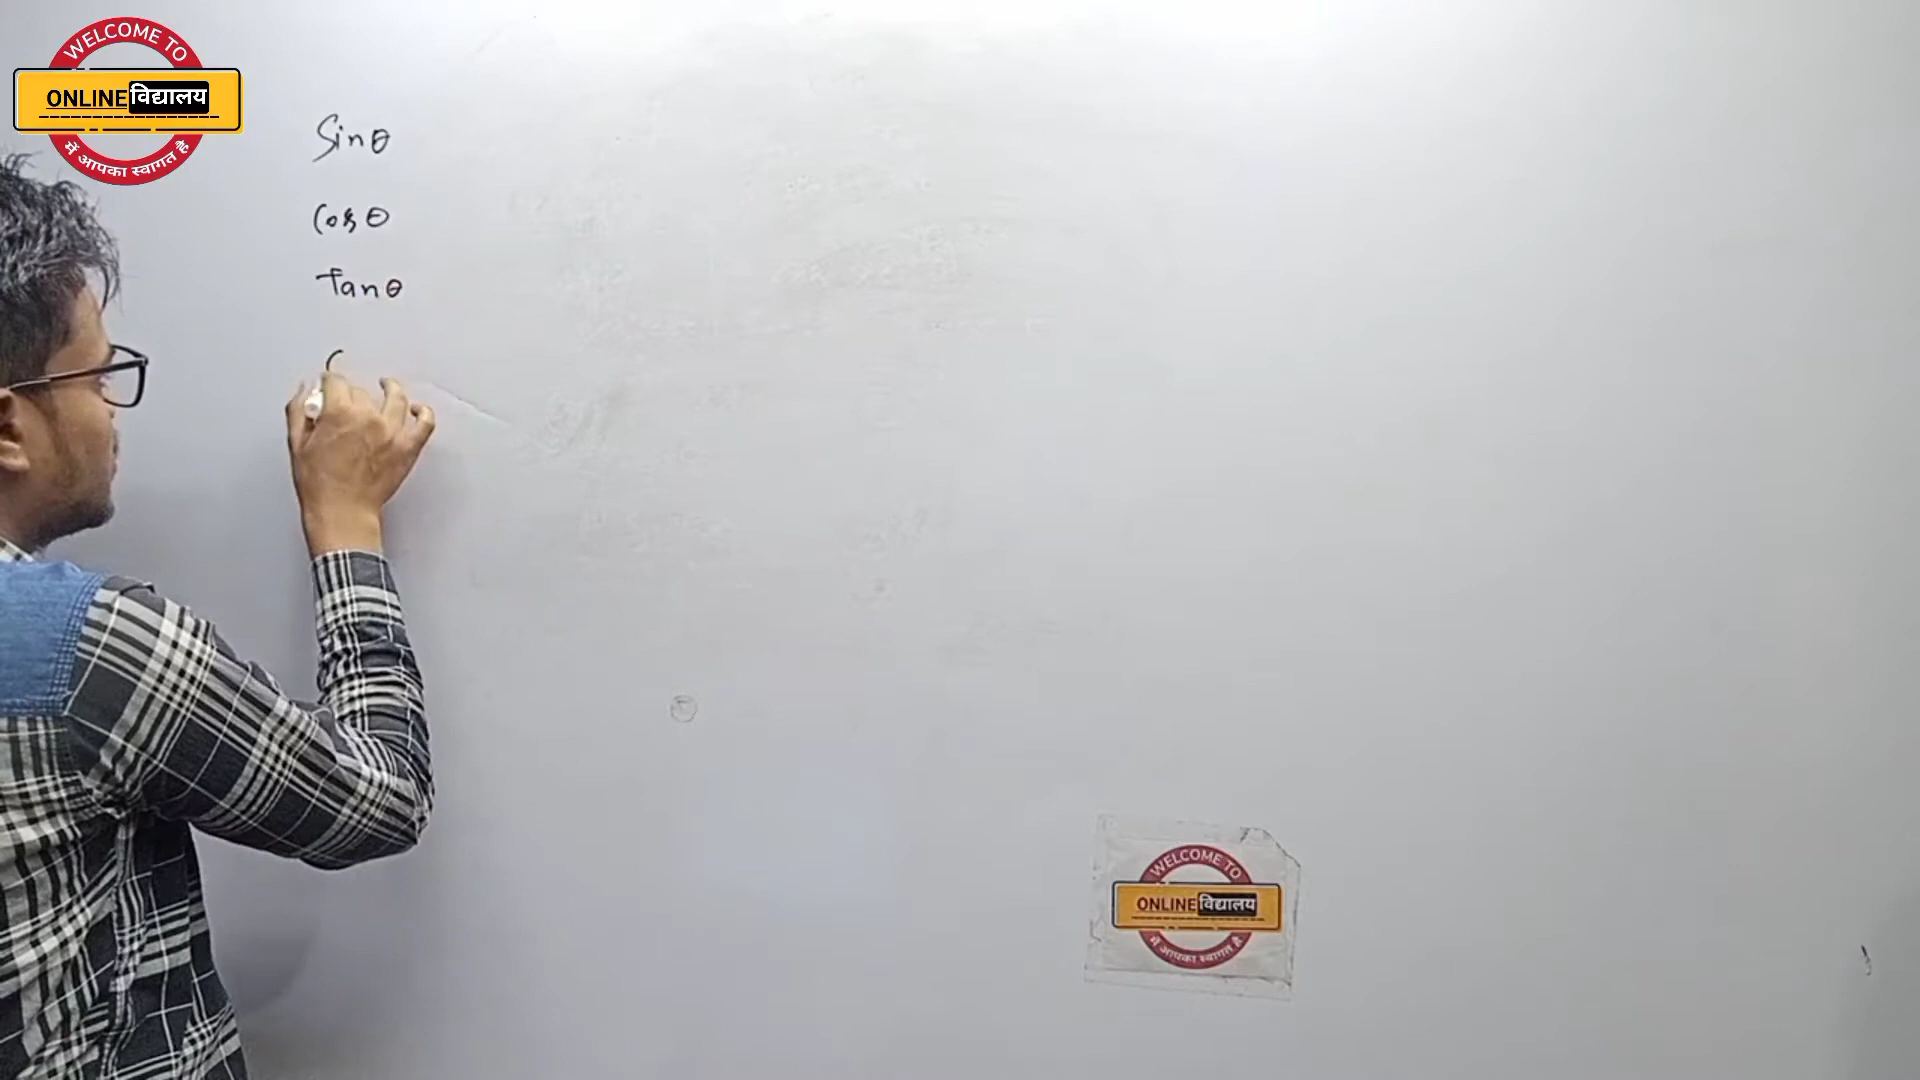 WELCOME TO
ONLINE विद्यालय
में आपका स्वागत है
Sinθ
Cosθ
Tanθ
C
WELCOME TO
ONLINE विद्यालय
में आपका स्वागत है